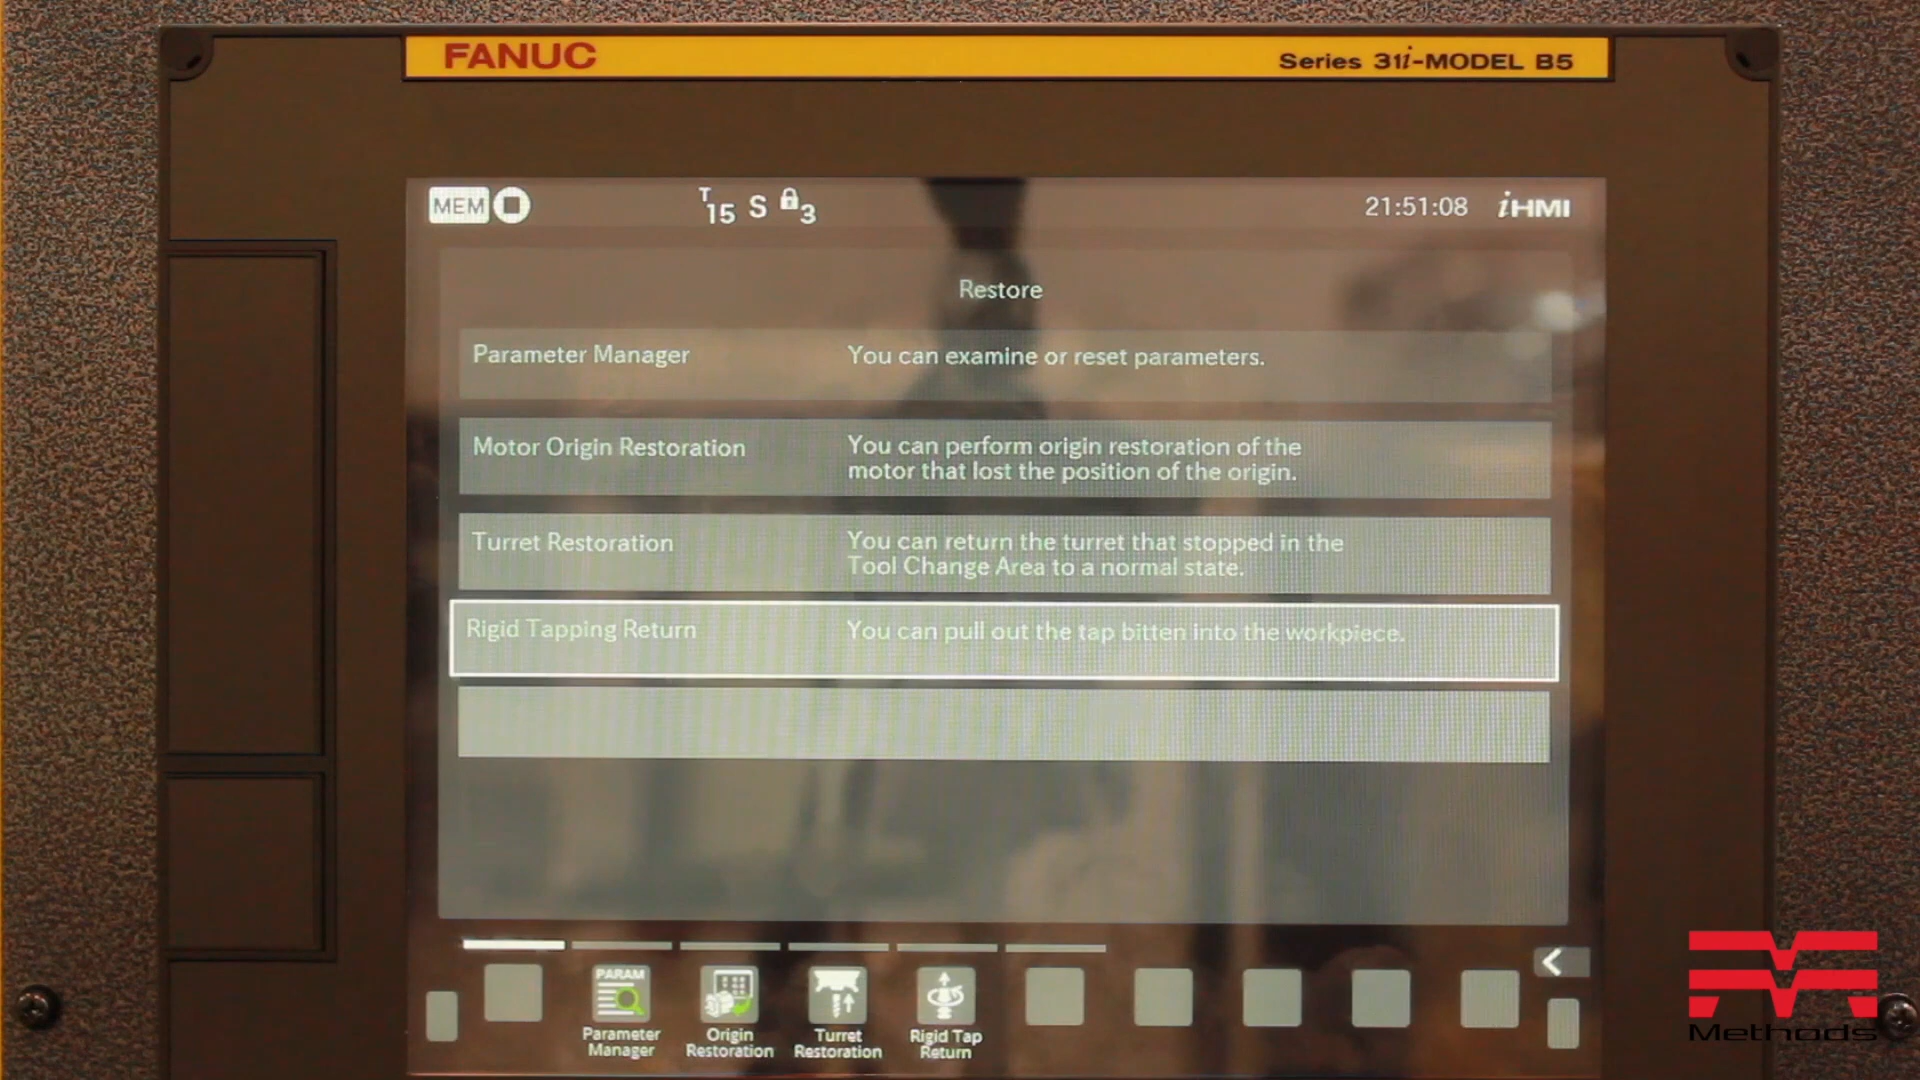 FANUC
Series 31i-MODEL B5
MEM
T15 S 3
21:51:08
iHMI
Restore
Parameter Manager
You can examine or reset parameters.
Motor Origin Restoration
You can perform origin restoration of the
motor that lost the position of the origin.
Turret Restoration
You can return the turret that stopped in the
Tool Change Area to a normal state.
Rigid Tapping Return
You can pull out the tap bitten into the workpiece.
PARAM
Parameter
Manager
Origin
Restoration
Turret
Restoration
Rigid Tap
Return
Methods